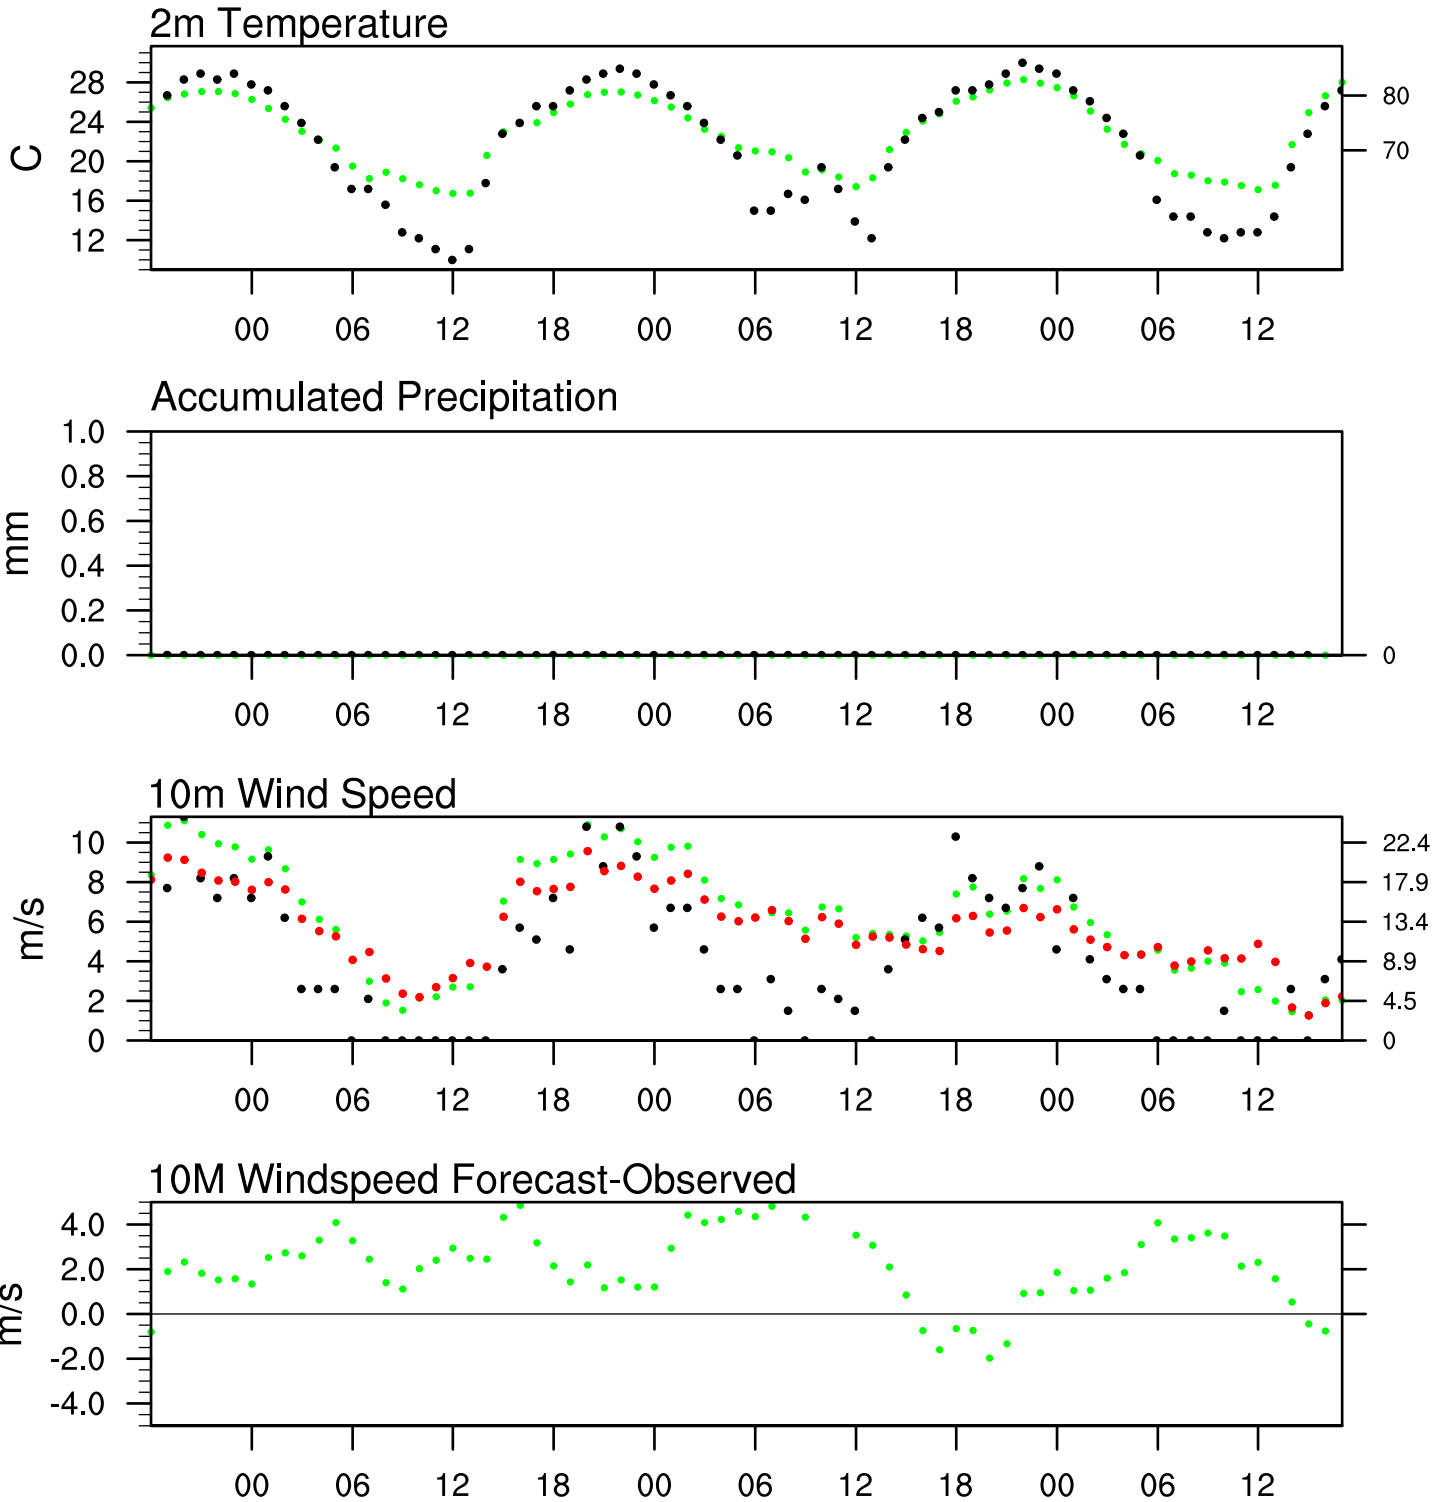 2m Temperature
28
24
20
16
12
C
80
70
00 06 12 18 00 06 12 18 00 06 12
Accumulated Precipitation
1.0
0.8
0.6
0.4
0.2
0.0
mm
0
00 06 12 18 00 06 12 18 00 06 12
10m Wind Speed
10
8
6
4
2
0
m/s
22.4
17.9
13.4
8.9
4.5
0
00 06 12 18 00 06 12 18 00 06 12
10M Windspeed Forecast-Observed
4.0
2.0
0.0
-2.0
-4.0
m/s
00 06 12 18 00 06 12 18 00 06 12